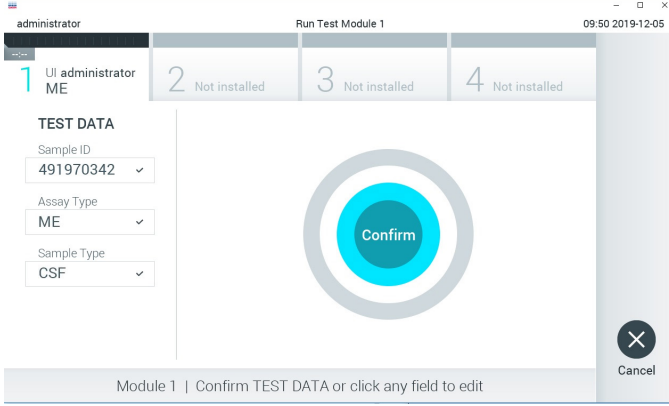 administrator
Run Test Module 1
09:50 2019-12-05
--:--
1 UI administrator
ME
2 Not installed
3 Not installed
4 Not installed
TEST DATA
Sample ID
491970342
Assay Type
ME
Sample Type
CSF
Confirm
Cancel
Module 1 | Confirm TEST DATA or click any field to edit